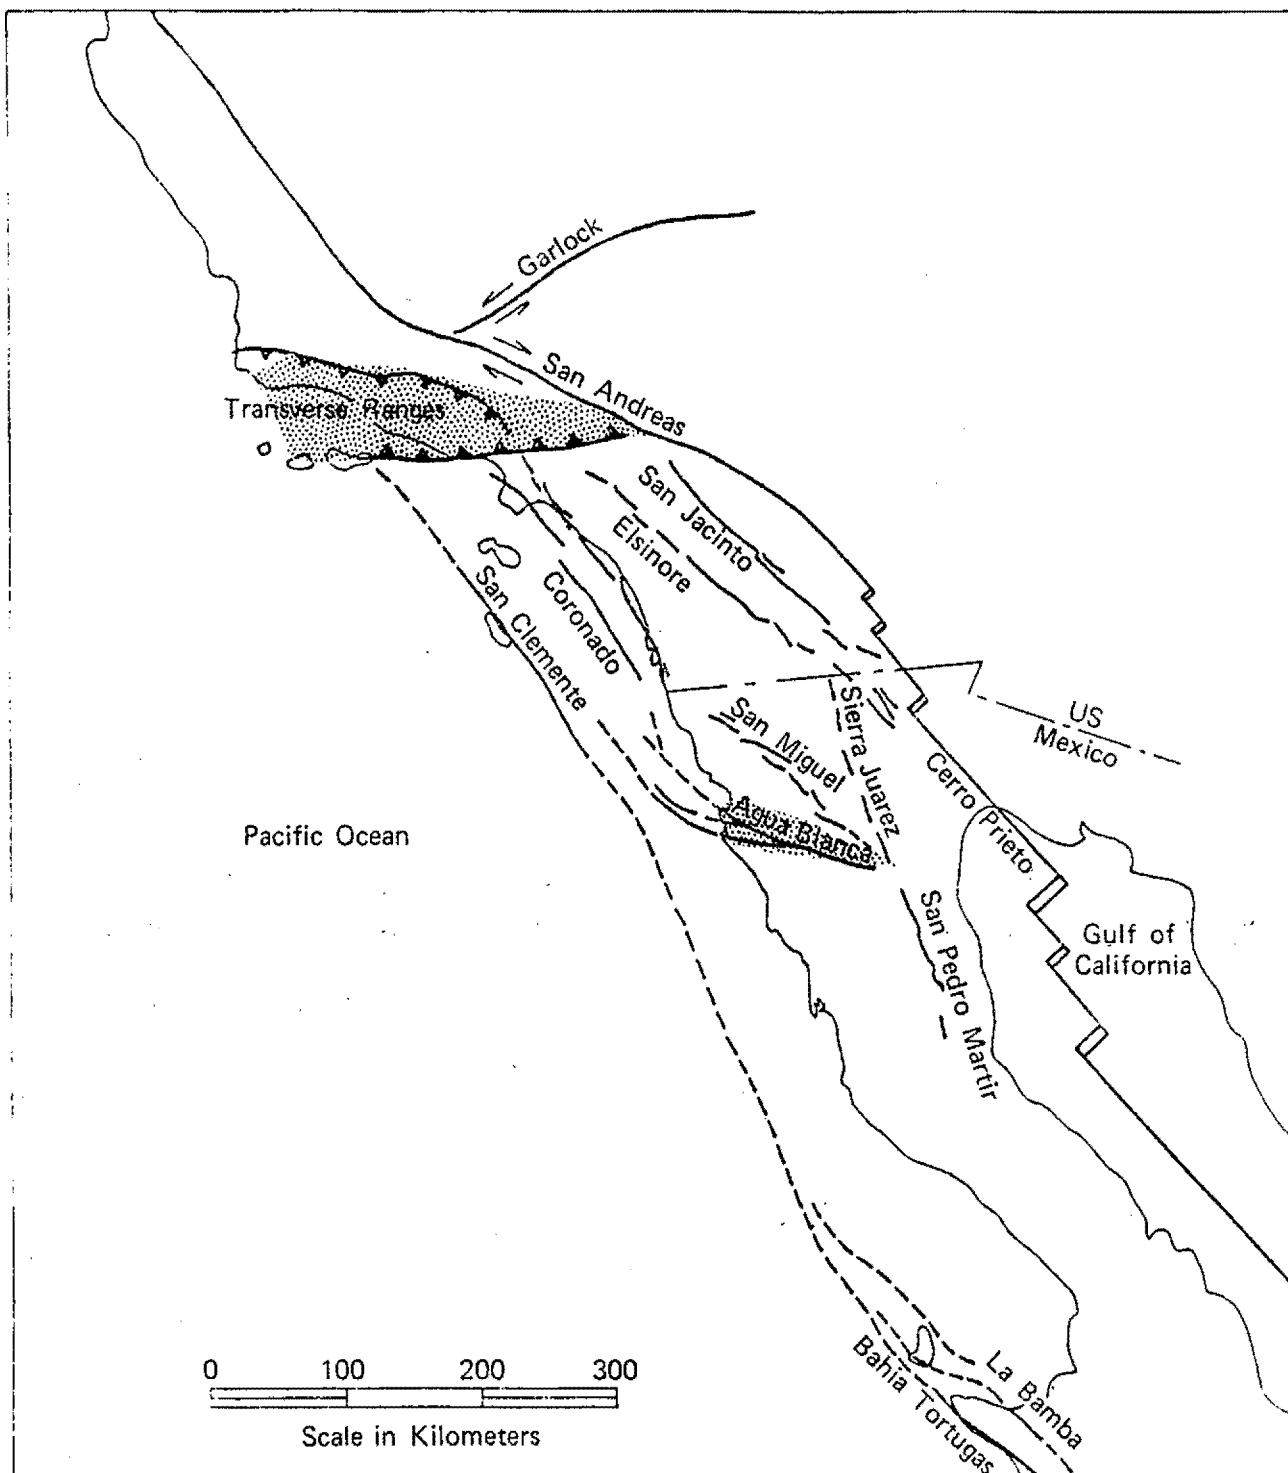 Garlock
San Andreas
Transverse Ranges
San Jacinto
Elsinore
Coronado
San Clemente
US
Mexico
Sierra Juarez
San Miguel
Cerro Prieto
Agua Blanca
Pacific Ocean
San Pedro Martir
Gulf of
California
La Bamba
Bahia Tortugas
0 100 200 300
Scale in Kilometers